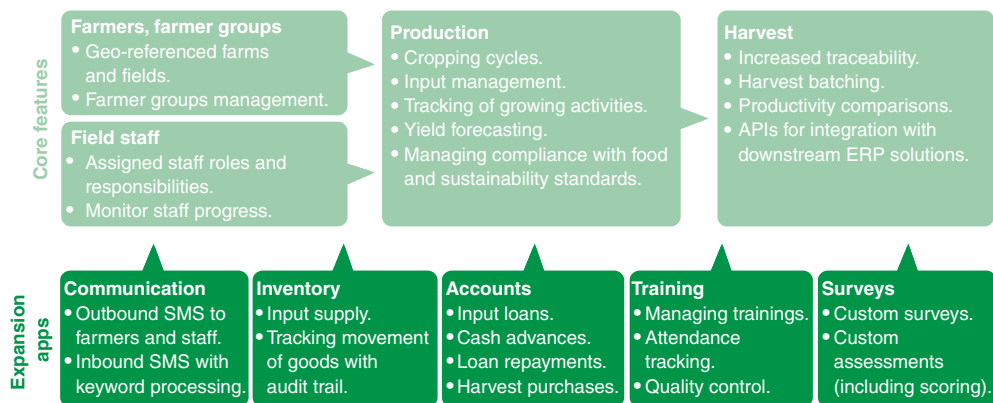 Core features
Farmers, farmer groups
• Geo-referenced farms
and fields.
• Farmer groups management.
Field staff
• Assigned staff roles and
responsibilities.
• Monitor staff progress.
Production
• Cropping cycles.
• Input management.
• Tracking of growing activities.
• Yield forecasting.
• Managing compliance with food
and sustainability standards.
Harvest
• Increased traceability.
• Harvest batching.
• Productivity comparisons.
• APIs for integration with
downstream ERP solutions.
Expansion
apps
Communication
• Outbound SMS to
farmers and staff.
• Inbound SMS with
keyword processing.
Inventory
• Input supply.
• Tracking movement
of goods with
audit trail.
Accounts
• Input loans.
• Cash advances.
• Loan repayments.
• Harvest purchases.
Training
• Managing trainings.
• Attendance
tracking.
• Quality control.
Surveys
• Custom surveys.
• Custom
assessments
(including scoring).